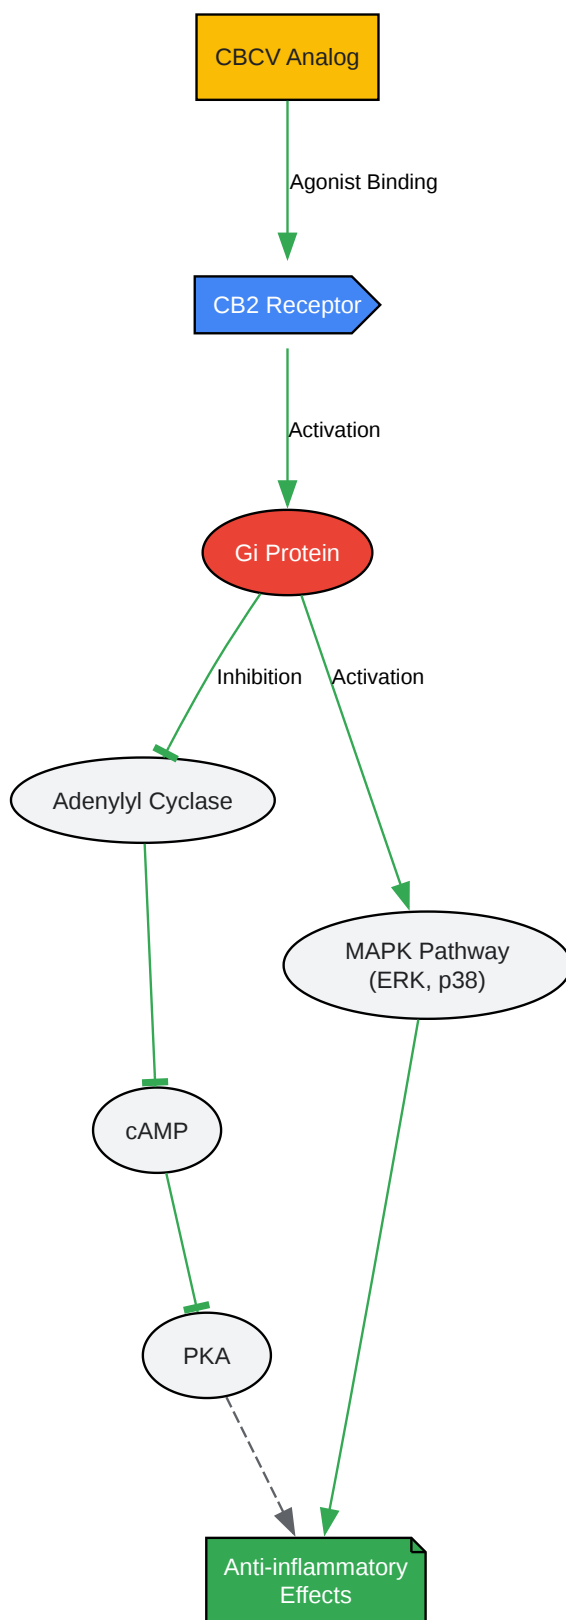 CBCV Analog
Agonist Binding
CB2 Receptor
Activation
Gi Protein
Inhibition
Activation
Adenylyl Cyclase
MAPK Pathway
(ERK, p38)
cAMP
PKA
Anti-inflammatory
Effects